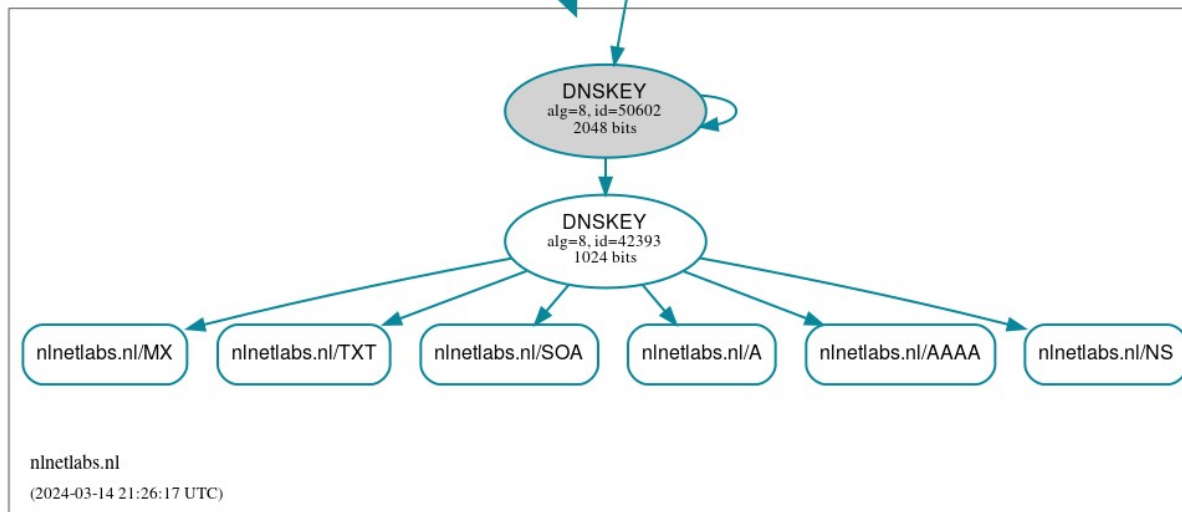 DNSKEY
alg=8, id=50602
2048 bits
DNSKEY
alg=8, id=42393
1024 bits
nlnetlabs.nl/MX
nlnetlabs.nl/TXT
nlnetlabs.nl/SOA
nlnetlabs.nl/A
nlnetlabs.nl/AAAA
nlnetlabs.nl/NS
nlnetlabs.nl
(2024-03-14 21:26:17 UTC)